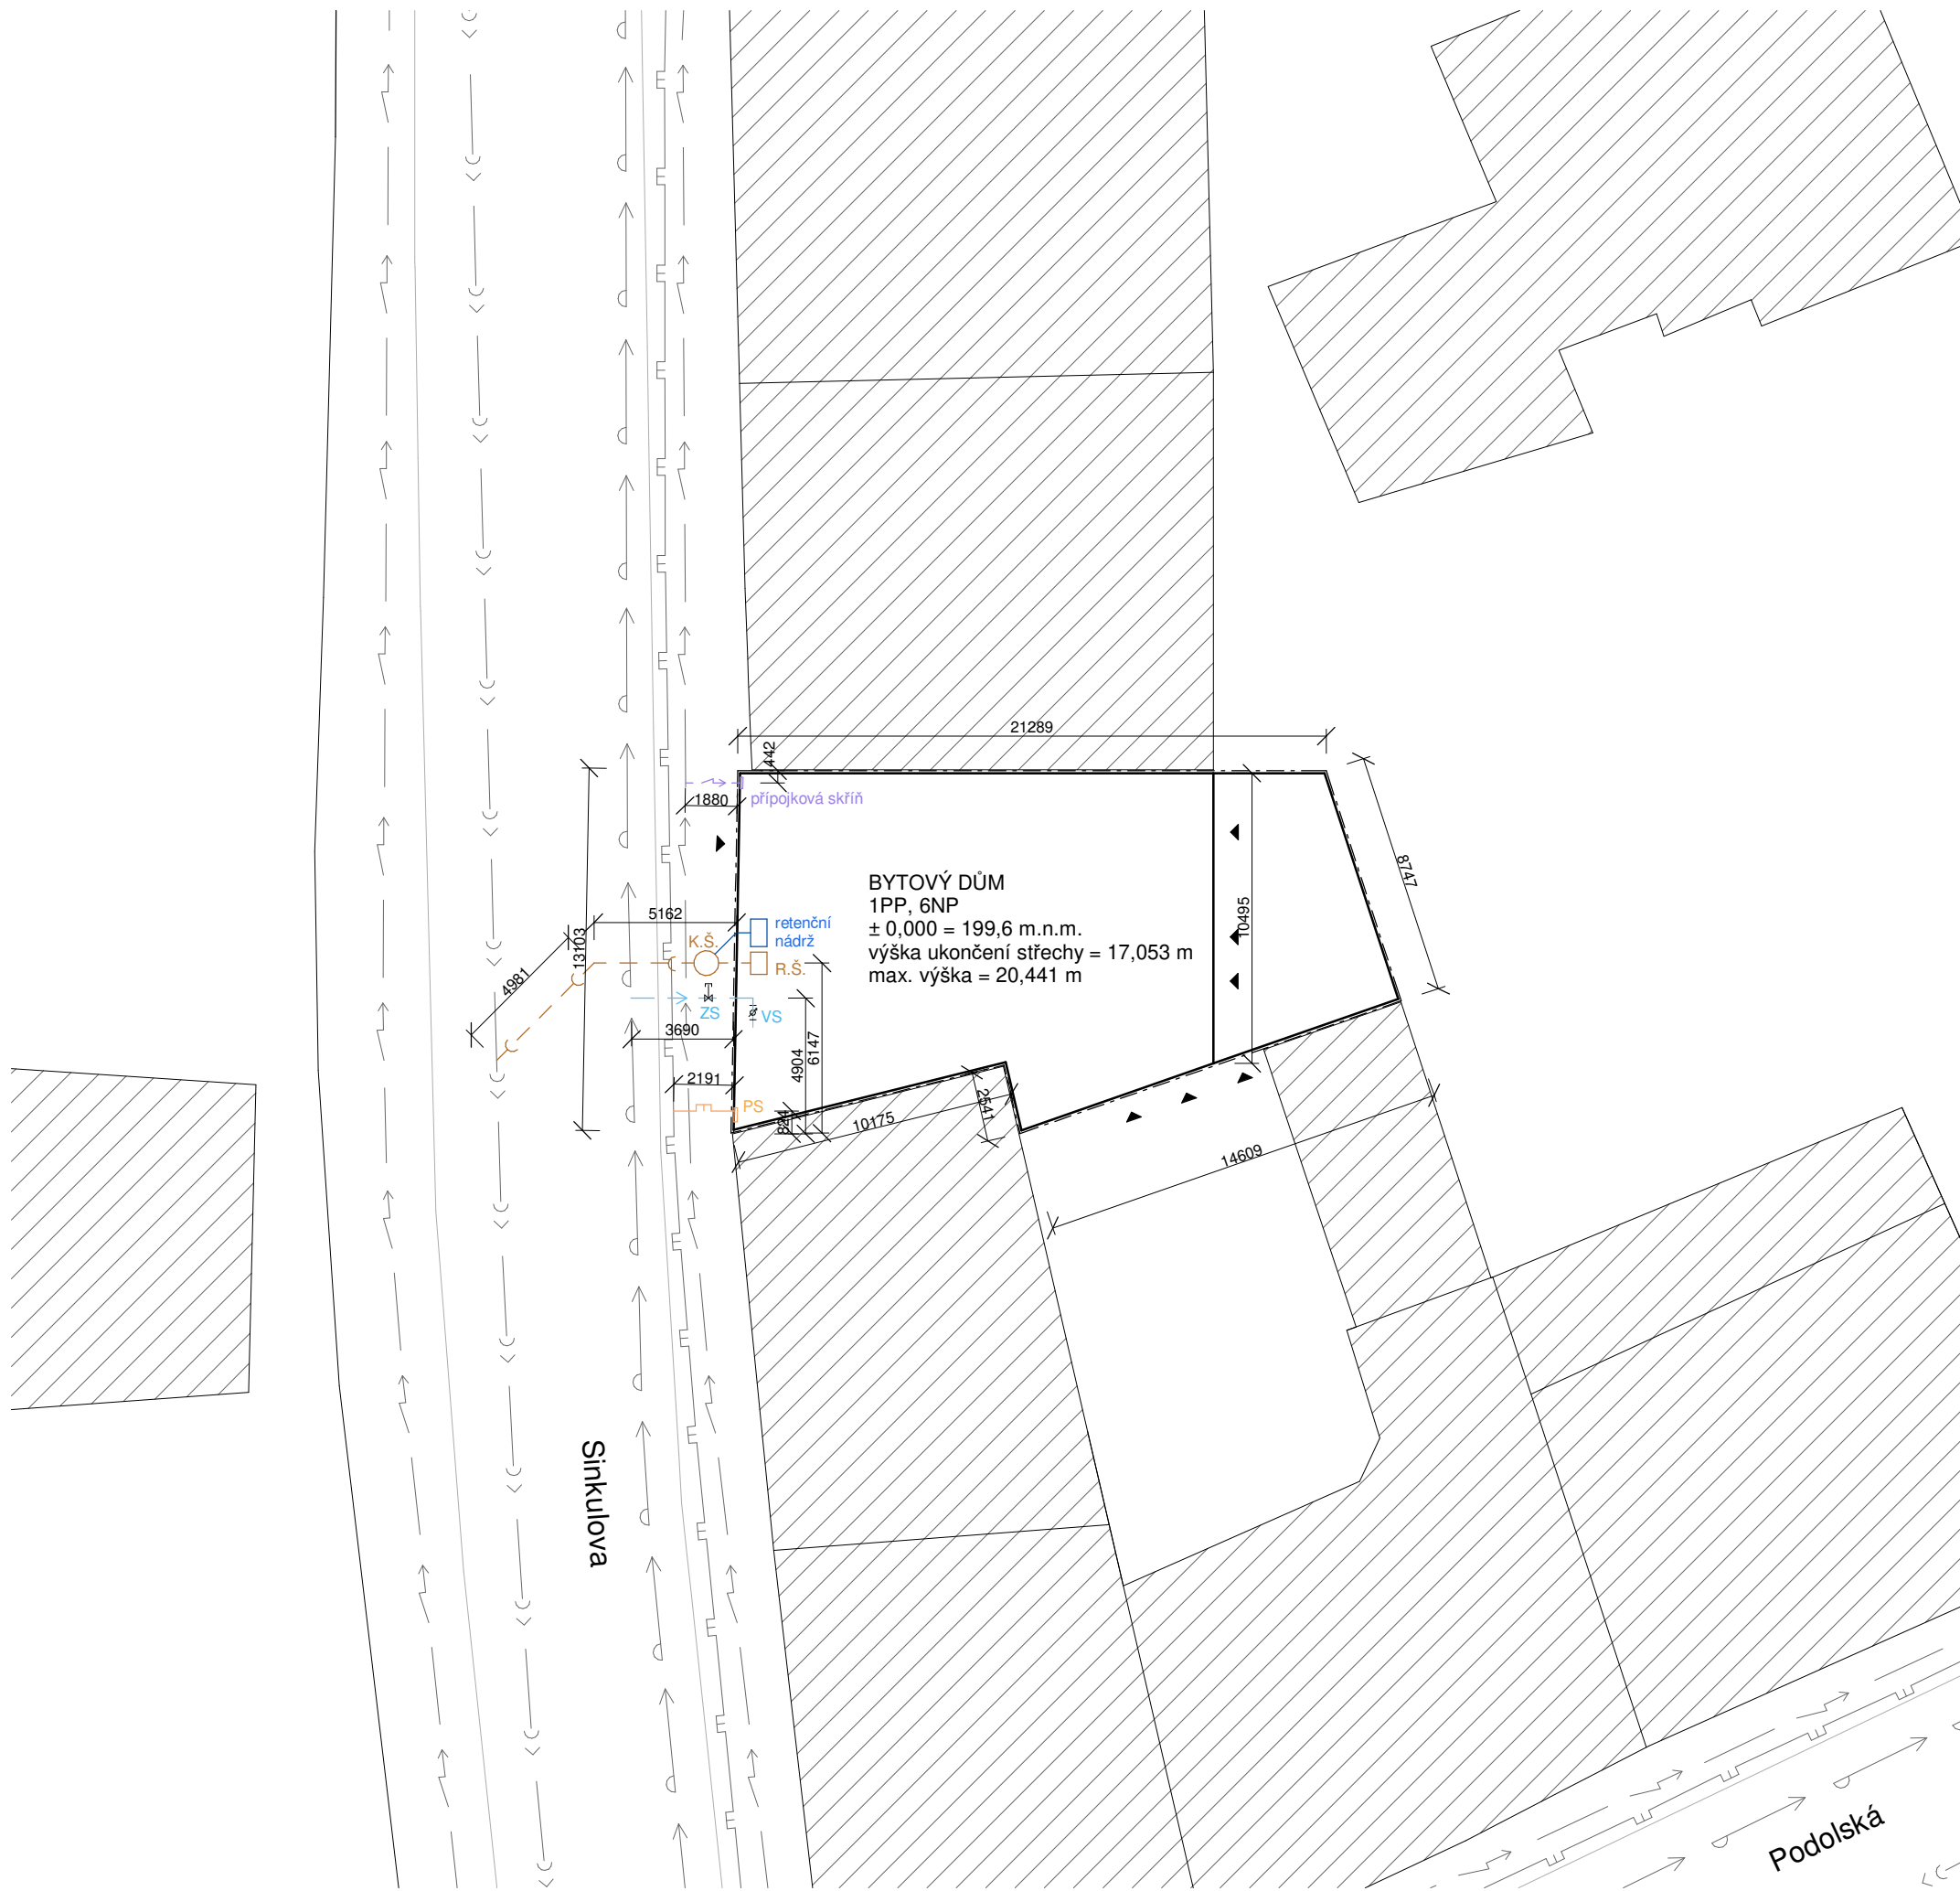 21289
442
přípojková skříň
1880
8747
BYTOVÝ DŮM
1PP, 6NP
± 0,000 = 199,6 m.n.m.
výška ukončení střechy = 17,053 m
max. výška = 20,441 m
10495
5162
retenční
nádrž
K.Š.
R.Š.
13103
4981
ZS
VS
3690
4904
6147
2191
PS
824
10175
2541
14609
Sinkulova
Podolská